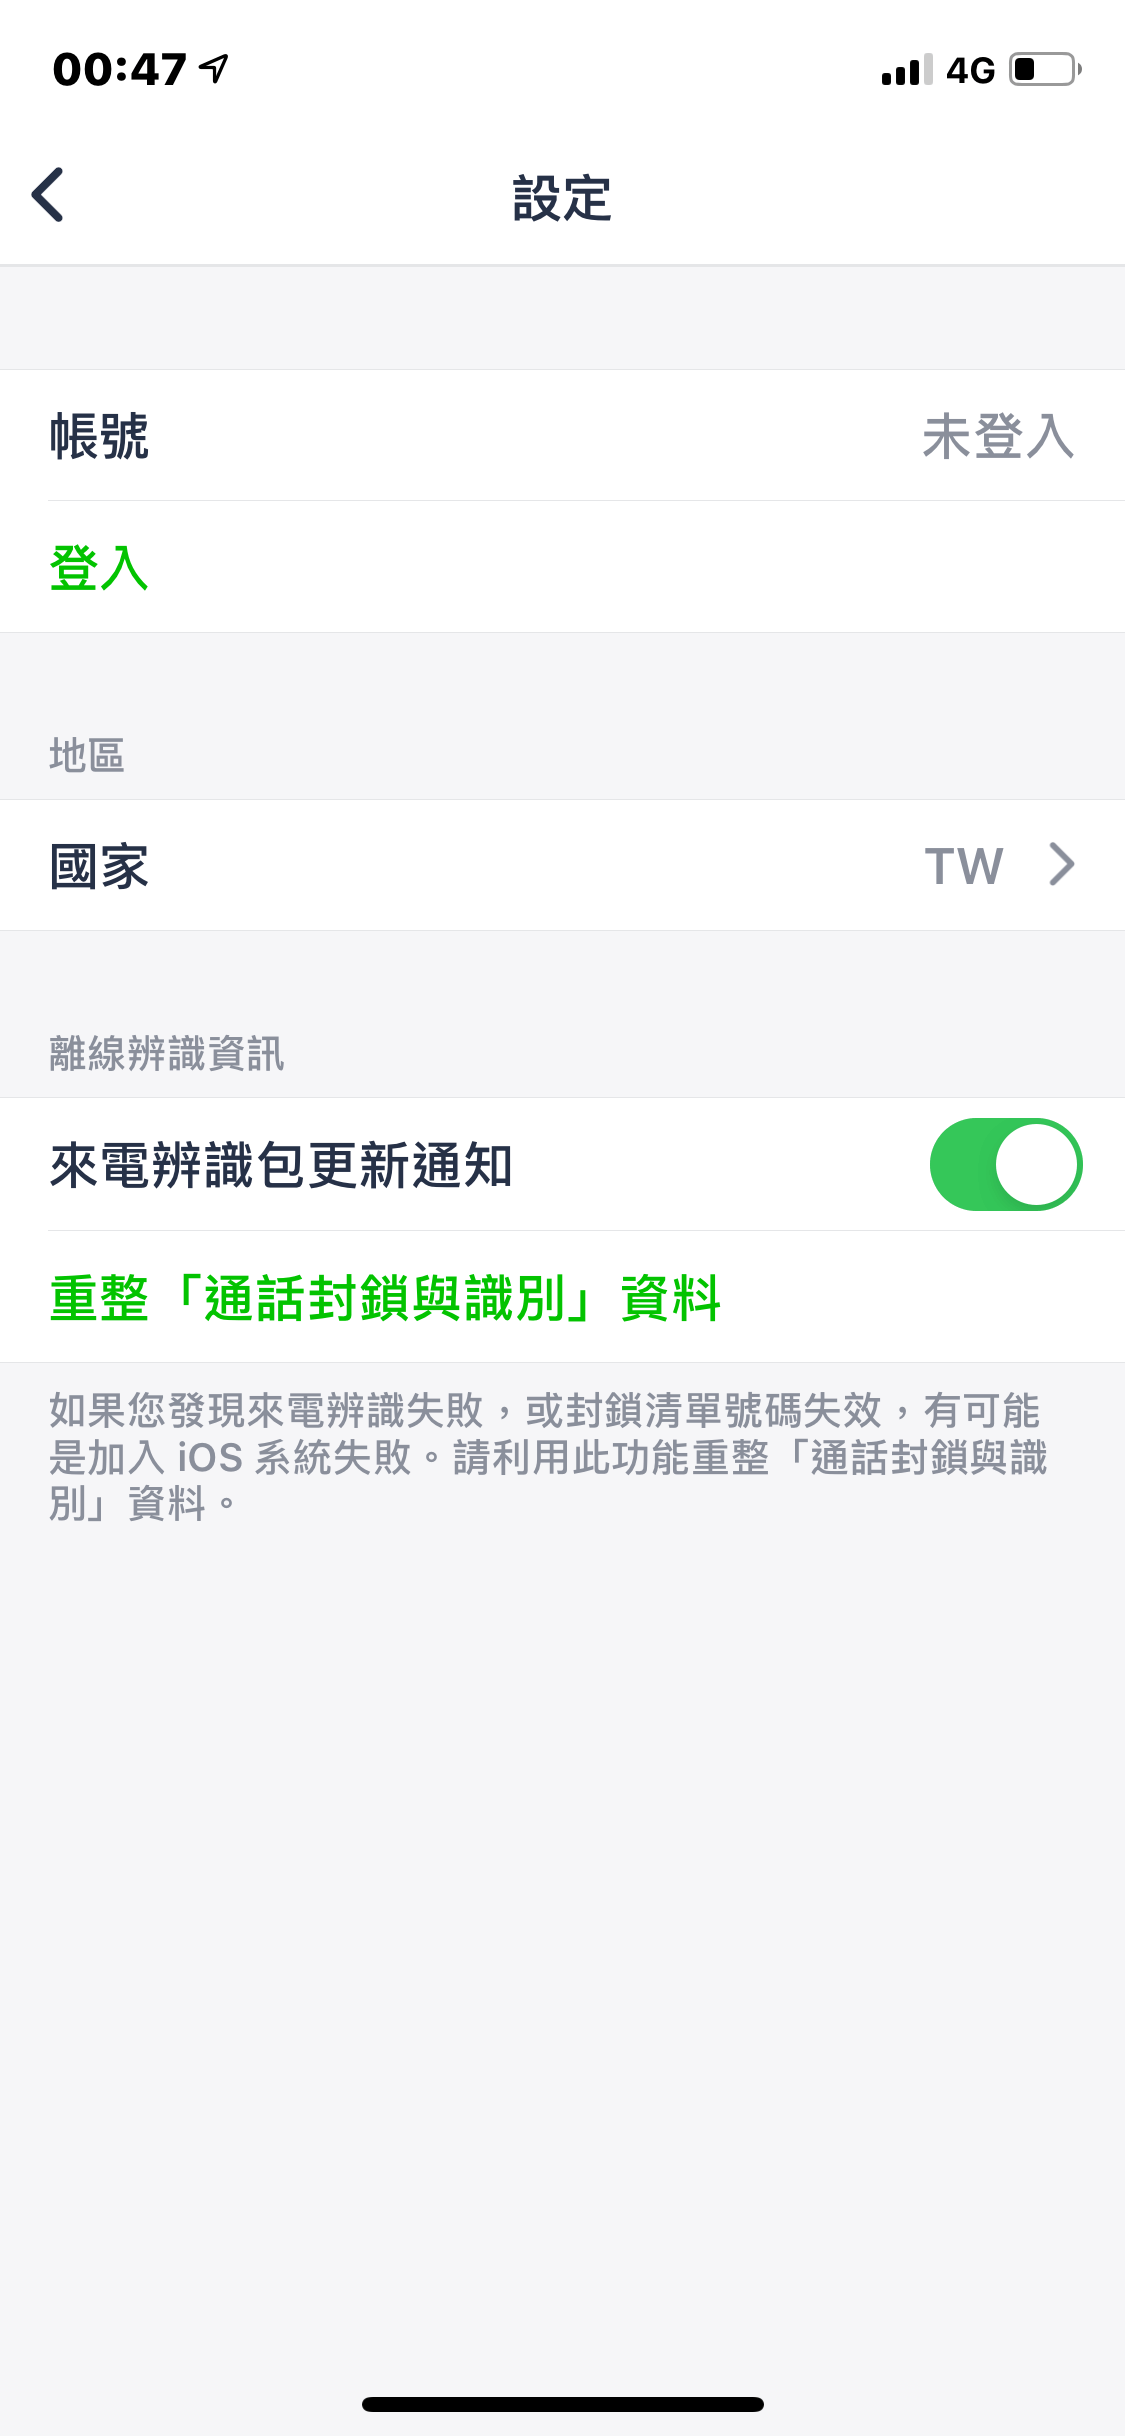 00:47
4G
設定
帳號
未登入
登入
地區
國家
TW
離線辨識資訊
來電辨識包更新通知
重整「通話封鎖與識別」資料
如果您發現來電辨識失敗，或封鎖清單號碼失效，有可能
是加入 iOS 系統失敗。請利用此功能重整「通話封鎖與識
別」資料。